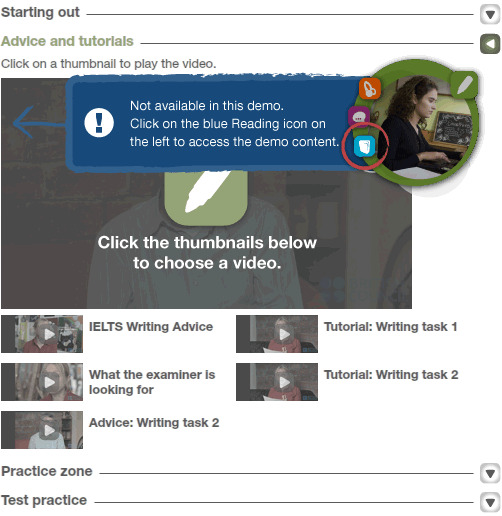 Starting out
Advice and tutorials
Click on a thumbnail to play the video.
Not available in this demo.
Click on the blue Reading icon on
the left to access the demo content.
Click the thumbnails below
to choose a video.
IELTS Writing Advice
Tutorial: Writing task 1
What the examiner is
looking for
Tutorial: Writing task 2
Advice: Writing task 2
Practice zone
Test practice